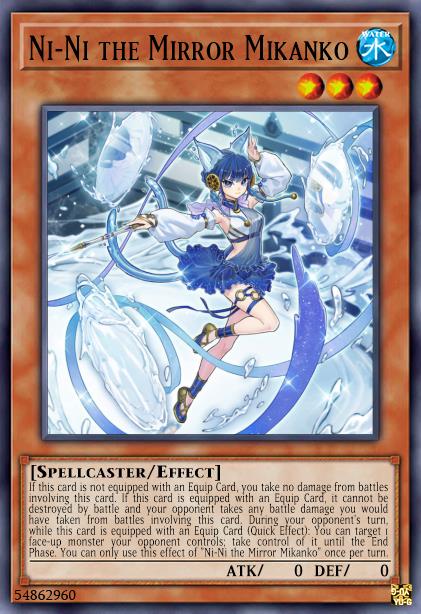 Ni-Ni the Mirror Mikanko
WATER
水
[Spellcaster/Effect]
If this card is not equipped with an Equip Card, you take no damage from battles
involving this card. If this card is equipped with an Equip Card, it cannot be
destroyed by battle and your opponent takes any battle damage you would
have taken from battles involving this card. During your opponent's turn,
while this card is equipped with an Equip Card (Quick Effect): You can target 1
face-up monster your opponent controls; take control of it until the End
Phase. You can only use this effect of "Ni-Ni the Mirror Mikanko" once per turn.
ATK/ 0 DEF/ 0
54862960